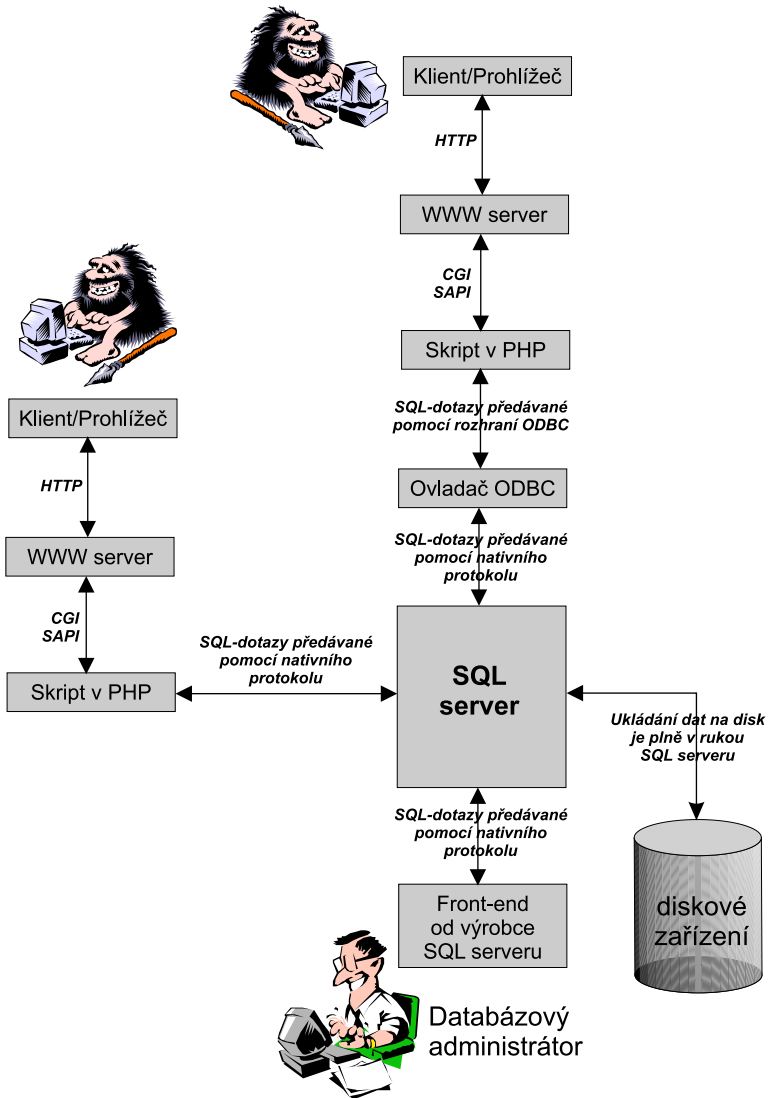 Klient/Prohlížeč
HTTP
WWW server
CGI
SAPI
Skript v PHP
SQL-dotazy předávané
pomocí rozhraní ODBC
Ovladač ODBC
SQL-dotazy předávané
pomocí nativního
protokolu
Klient/Prohlížeč
HTTP
WWW server
CGI
SAPI
Skript v PHP
SQL-dotazy předávané
pomocí nativního
protokolu
SQL
server
Ukládání dat na disk
je plně v rukou
SQL serveru
diskové
zařízení
SQL-dotazy předávané
pomocí nativního
protokolu
Front-end
od výrobce
SQL serveru
Databázový
administrátor